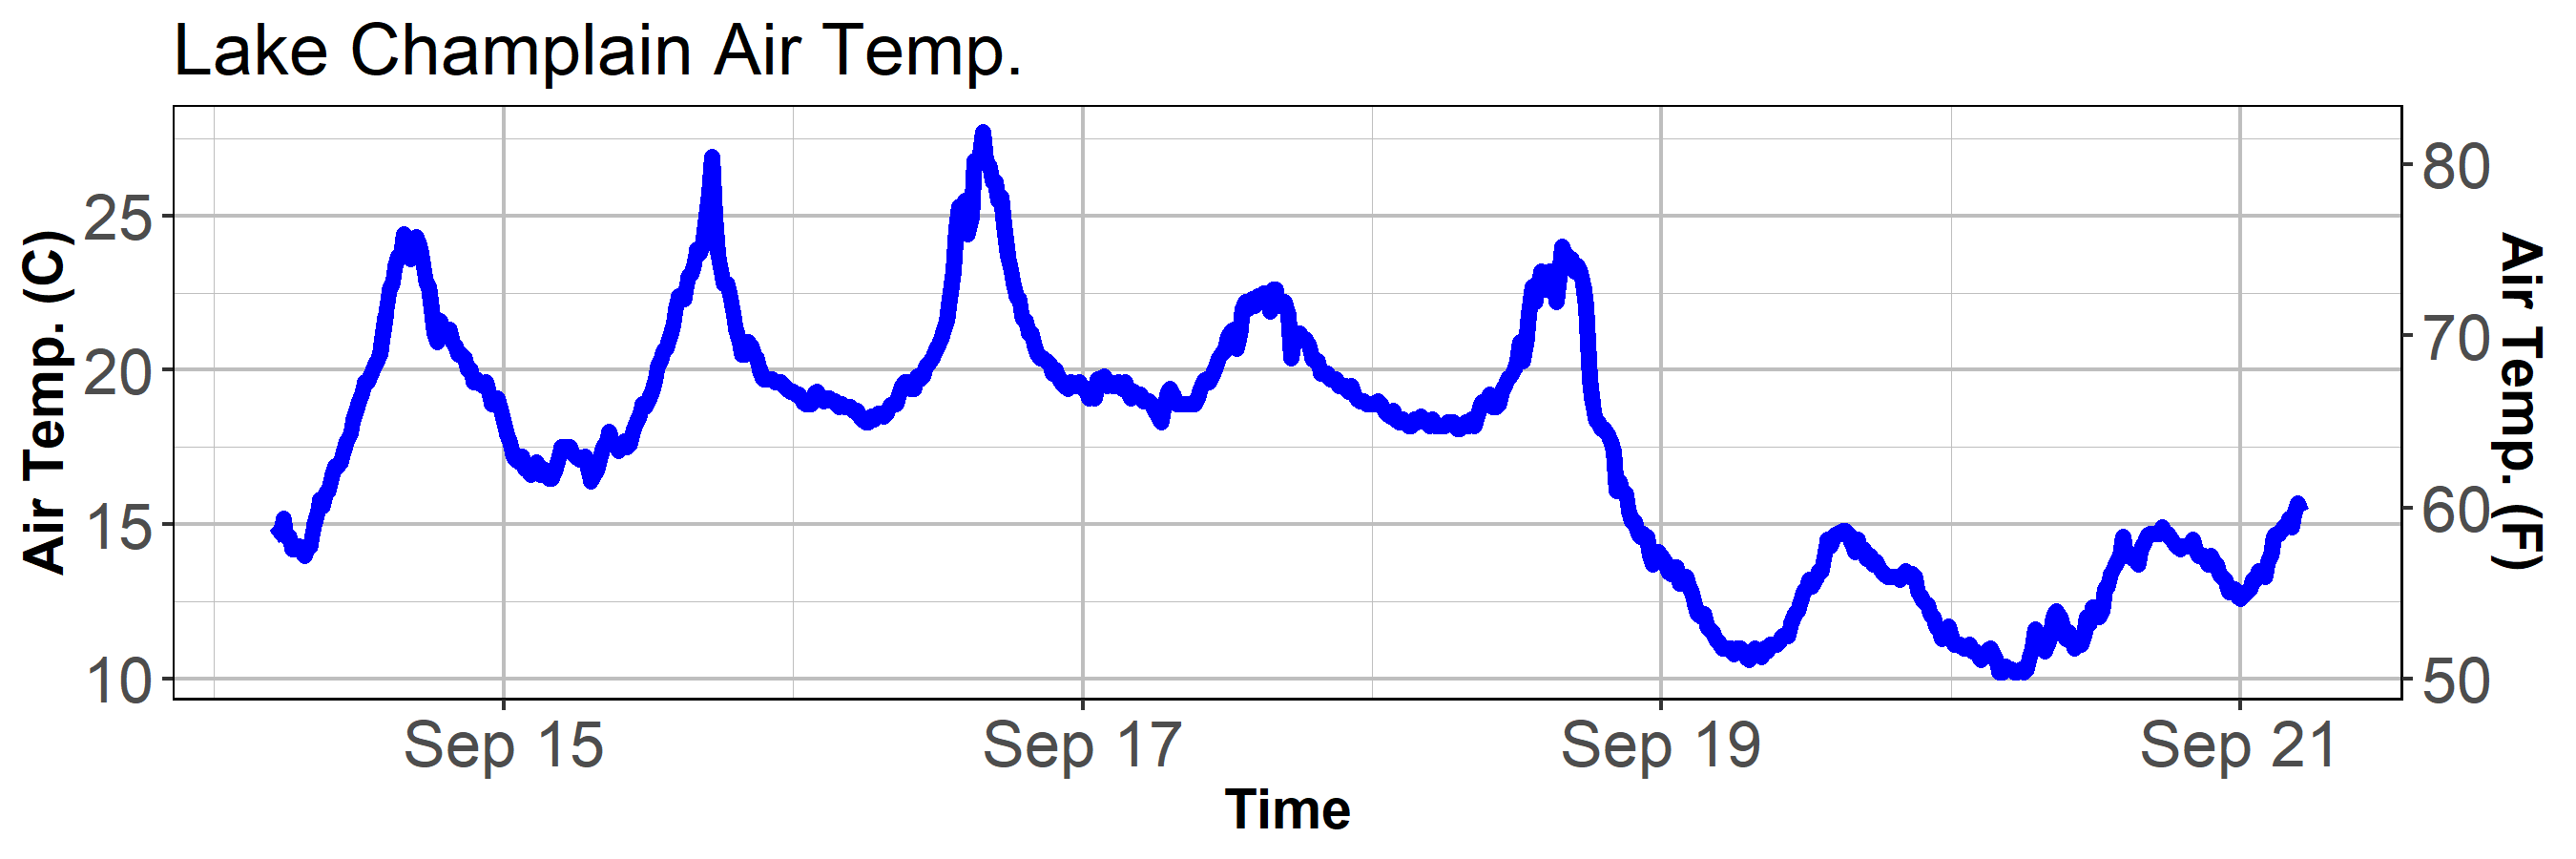 Lake Champlain Air Temp.
Air Temp. (C)
25
20
15
10
80
70
60
50
Air Temp. (F)
Sep 15
Sep 17
Sep 19
Sep 21
Time